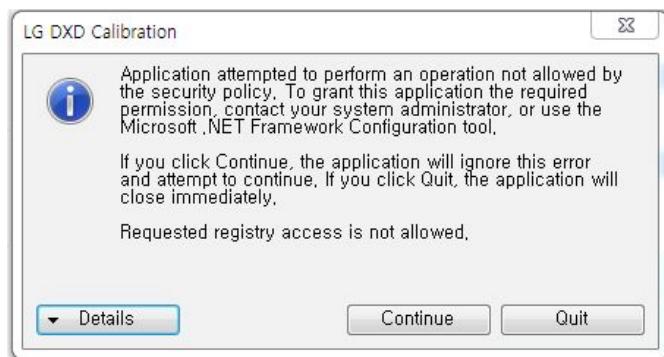 LG DXD Calibration
Application attempted to perform an operation not allowed by
the security policy. To grant this application the required
permission, contact your system administrator, or use the
Microsoft .NET Framework Configuration tool.
If you click Continue, the application will ignore this error
and attempt to continue. If you click Quit, the application will
close immediately.
Requested registry access is not allowed.
Details
Continue
Quit